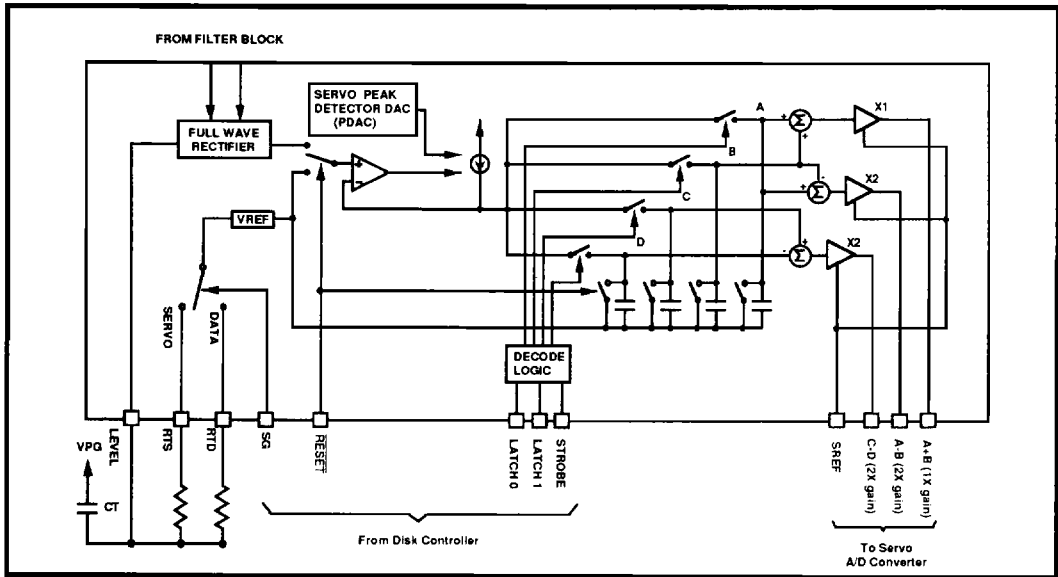 FROM FILTER BLOCK
SERVO PEAK
DETECTOR DAC
(PDAC)
FULL WAVE
RECTIFIER
A
B
C
D
+
-
Σ
+
+
X1
Σ
+
-
X2
Σ
+
-
X2
VREF
SERVO
DATA
DECODE
LOGIC
LEVEL
RTS
RTD
SG
RESET
LATCH 0
LATCH 1
STROBE
SREF
C-D (2X gain)
A-B (2X gain)
A+B (1X gain)
VPG
CT
From Disk Controller
To Servo
A/D Converter